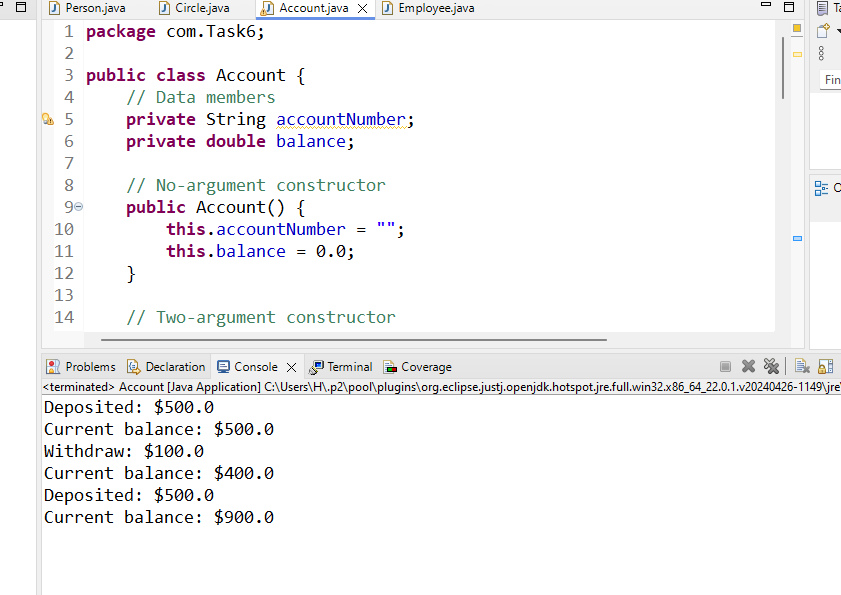 Person.java Circle.java Account.java Employee.java
1 package com.Task6;
2
3 public class Account {
4 // Data members
5 private String accountNumber;
6 private double balance;
7
8 // No-argument constructor
9 public Account() {
10 this.accountNumber = "";
11 this.balance = 0.0;
12 }
13
14 // Two-argument constructor
Fin
Problems Declaration Console Terminal Coverage
<terminated> Account [Java Application] C:\Users\H\.p2\pool\plugins\org.eclipse.justj.openjdk.hotspot.jre.full.win32.x86_64_22.0.1.v20240426-1149\jre\
Deposited: $500.0
Current balance: $500.0
Withdraw: $100.0
Current balance: $400.0
Deposited: $500.0
Current balance: $900.0